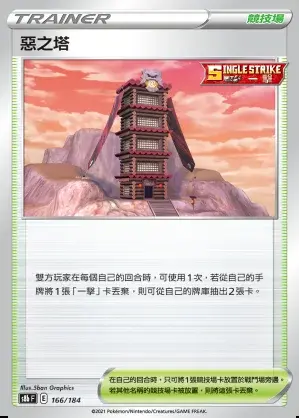 TRAINER 競技場
惡之塔
SINGLE STRIKE
一擊
雙方玩家在每個自己的回合時,可使用1次,若從自己的手
牌將1張「一擊」卡丟棄,則可從自己的牌庫抽出2張卡。
Illus. 5ban Graphics
s8b F E 166/184
在自己的回合時,只可將1張競技場卡放置於戰鬥場旁邊。
若其他名稱的競技場卡被放置,則將這張卡丟棄。
©2021 Pokémon/Nintendo/Creatures/GAME FREAK.